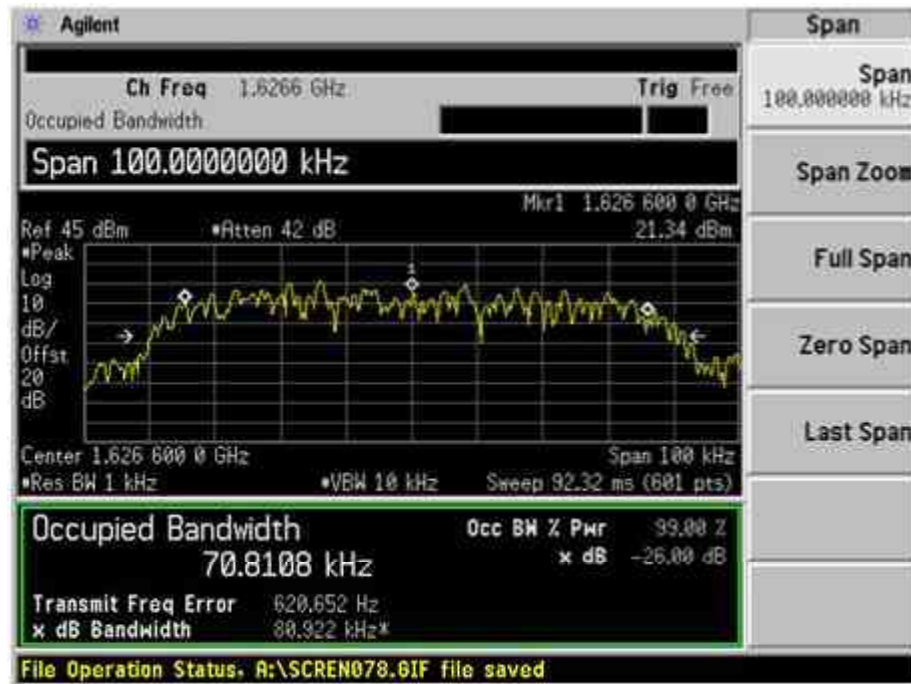 Agilent
Span
Ch Freq 1.6266 GHz
Trig Free
Occupied Bandwidth
Span 100.0000000 kHz
Mkr1 1.626 600 0 GHz
Ref 45 dBm
*Atten 42 dB
21.34 dBm
*Peak
Log
10
dB/
Offst
20
dB
1
Center 1.626 600 0 GHz
Span 100 kHz
*Res BW 1 kHz
*VBW 10 kHz
Sweep 92.32 ms (601 pts)
Occupied Bandwidth
70.8108 kHz
Occ BW % Pwr 99.00 %
x dB -26.00 dB
Transmit Freq Error 620.652 Hz
x dB Bandwidth 80.922 kHz*
File Operation Status, A:\SCREN078.GIF file saved
Span
100.000000 kHz
Span Zoom
Full Span
Zero Span
Last Span